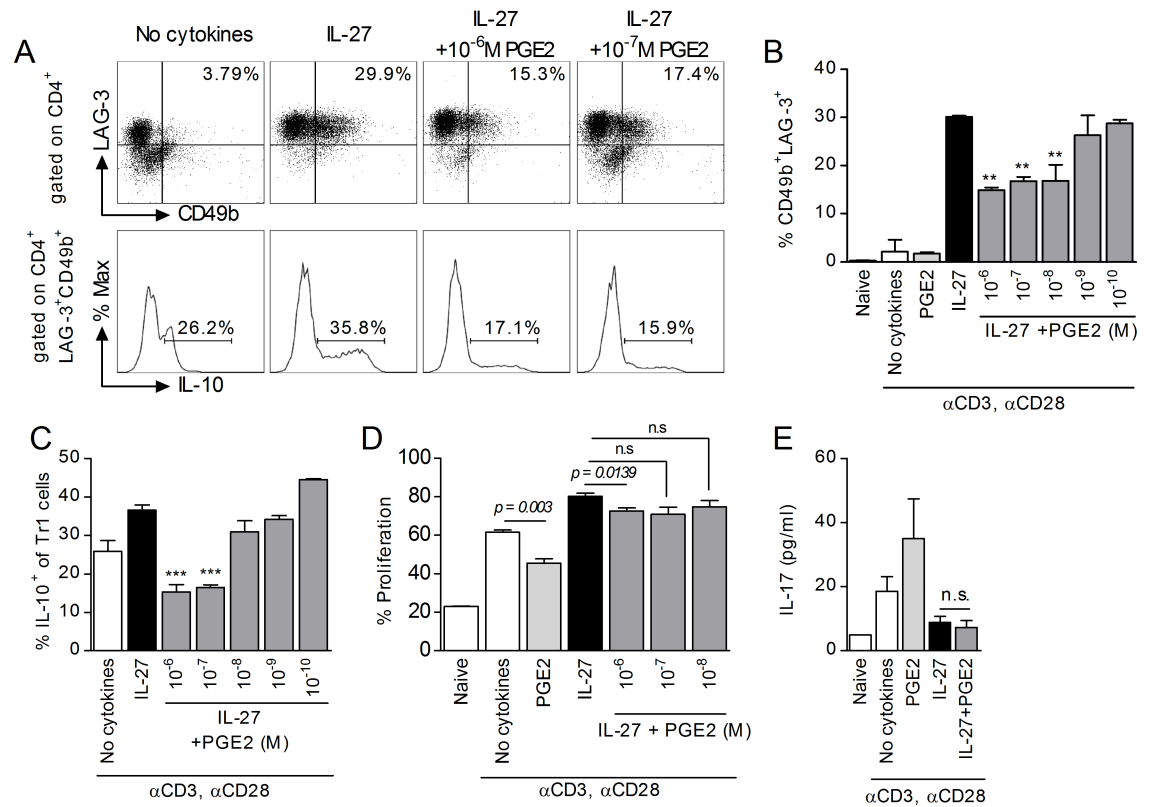 A
No cytokines
IL-27
IL-27
+10⁻⁶M PGE2
IL-27
+10⁻⁷M PGE2
gated on CD4⁺
LAG-3
CD49b
3.79%
29.9%
15.3%
17.4%
gated on CD4⁺
LAG-3⁺CD49b⁺
% Max
IL-10
26.2%
35.8%
17.1%
15.9%
B
% CD49b⁺LAG-3⁺
40
30
20
10
0
**
**
**
Naive
No cytokines
PGE2
IL-27
10⁻⁶
10⁻⁷
10⁻⁸
10⁻⁹
10⁻¹⁰
IL-27 +PGE2 (M)
αCD3, αCD28
C
% IL-10⁺ of Tr1 cells
50
40
30
20
10
0
***
***
No cytokines
IL-27
10⁻⁶
10⁻⁷
10⁻⁸
10⁻⁹
10⁻¹⁰
IL-27
+PGE2 (M)
αCD3, αCD28
D
% Proliferation
100
80
60
40
20
0
p = 0.003
p = 0.0139
n.s
n.s
Naive
No cytokines
PGE2
IL-27
10⁻⁶
10⁻⁷
10⁻⁸
IL-27 + PGE2 (M)
αCD3, αCD28
E
IL-17 (pg/ml)
60
40
20
0
n.s.
Naive
No cytokines
PGE2
IL-27
IL-27+PGE2
αCD3, αCD28